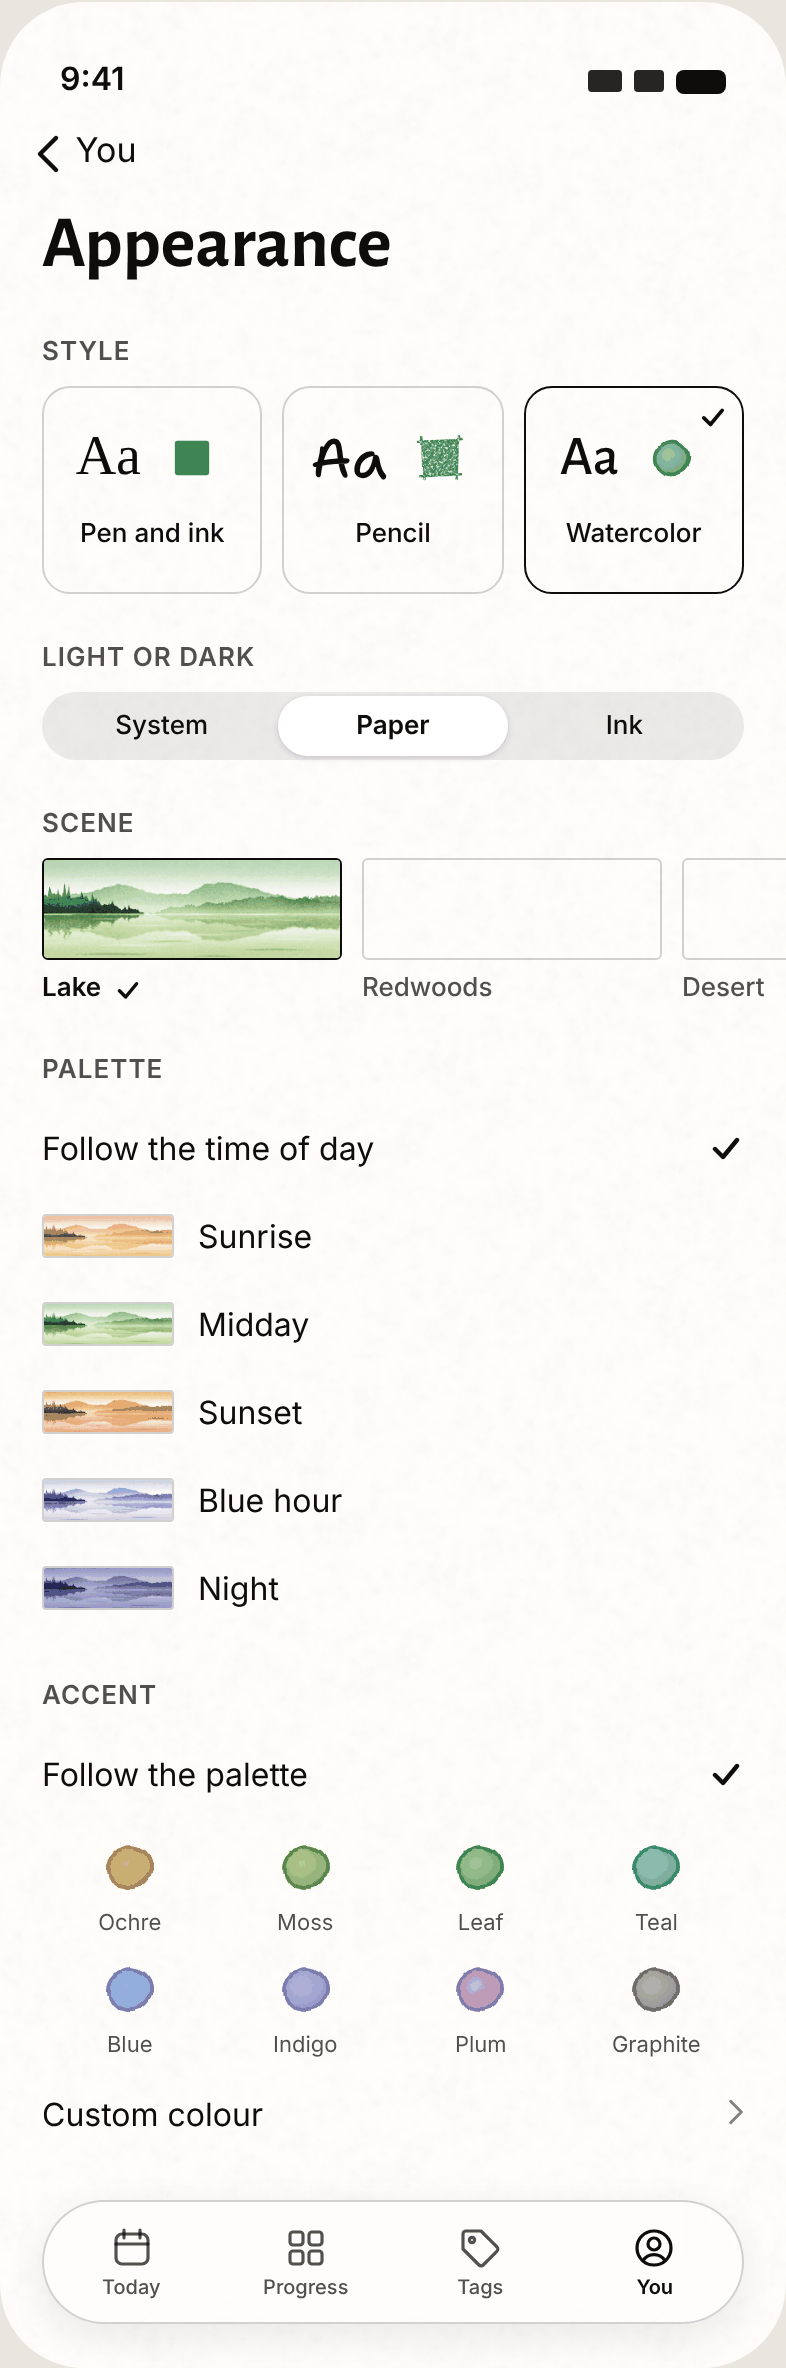 9:41
You
Appearance
STYLE
Aa Aa Aa
Pen and ink Pencil Watercolor
LIGHT OR DARK
System Paper Ink
SCENE
Lake Redwoods Desert
PALETTE
Follow the time of day
Sunrise
Midday
Sunset
Blue hour
Night
ACCENT
Follow the palette
Ochre Moss Leaf Teal
Blue Indigo Plum Graphite
Custom colour
Today Progress Tags You